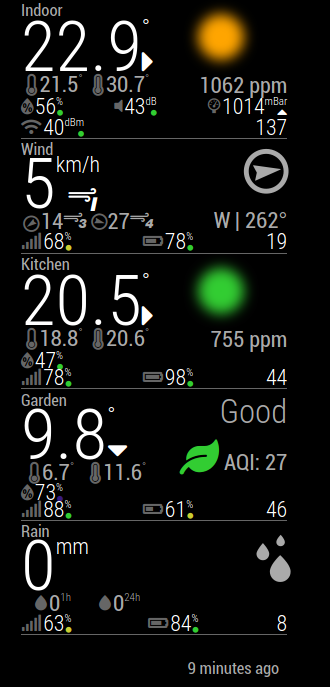 Indoor
22.9°
21.5° 30.7° 1062 ppm
56% 43dB 1014mBar
40dBm 137
Wind
5 km/h 1
14 3 27 4 W | 262°
68% 78% 19
Kitchen
20.5°
18.8° 20.6° 755 ppm
47%
78% 98% 44
Garden
9.8° Good
6.7° 11.6° AQI: 27
73%
88% 61% 46
Rain
0mm
0 1h 0 24h
63% 84% 8
9 minutes ago